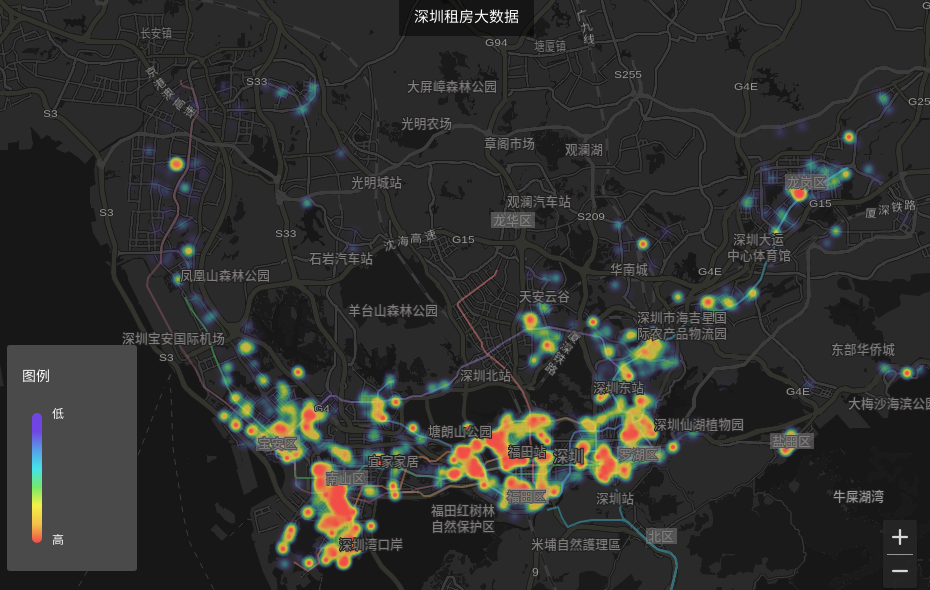 深圳租房大数据
长安镇
广九线
G94
塘厦镇
S33
S255
大屏嶂森林公园
G4E
G25
S3
光明农场
章阁市场
观澜湖
光明城站
龙岗区
S3
观澜汽车站
龙华区
S209
G15
厦深铁路
S33
沈海高速
G15
深圳大运
中心体育馆
石岩汽车站
华南城
G4E
凤凰山森林公园
羊台山森林公园
天安云谷
深圳市海吉星国
际农产品物流园
深圳宝安国际机场
厦深铁路
东部华侨城
S3
图例
低
高
深圳北站
深圳东站
G4E
大梅沙海滨公
G4
塘朗山公园
深圳仙湖植物园
宝安区
福田站
深圳
罗湖区
盐田区
宜家家居
南山区
福田区
深圳站
牛屎湖湾
福田红树林
自然保护区
深圳湾口岸
米埔自然護理區
北区
9
+
−